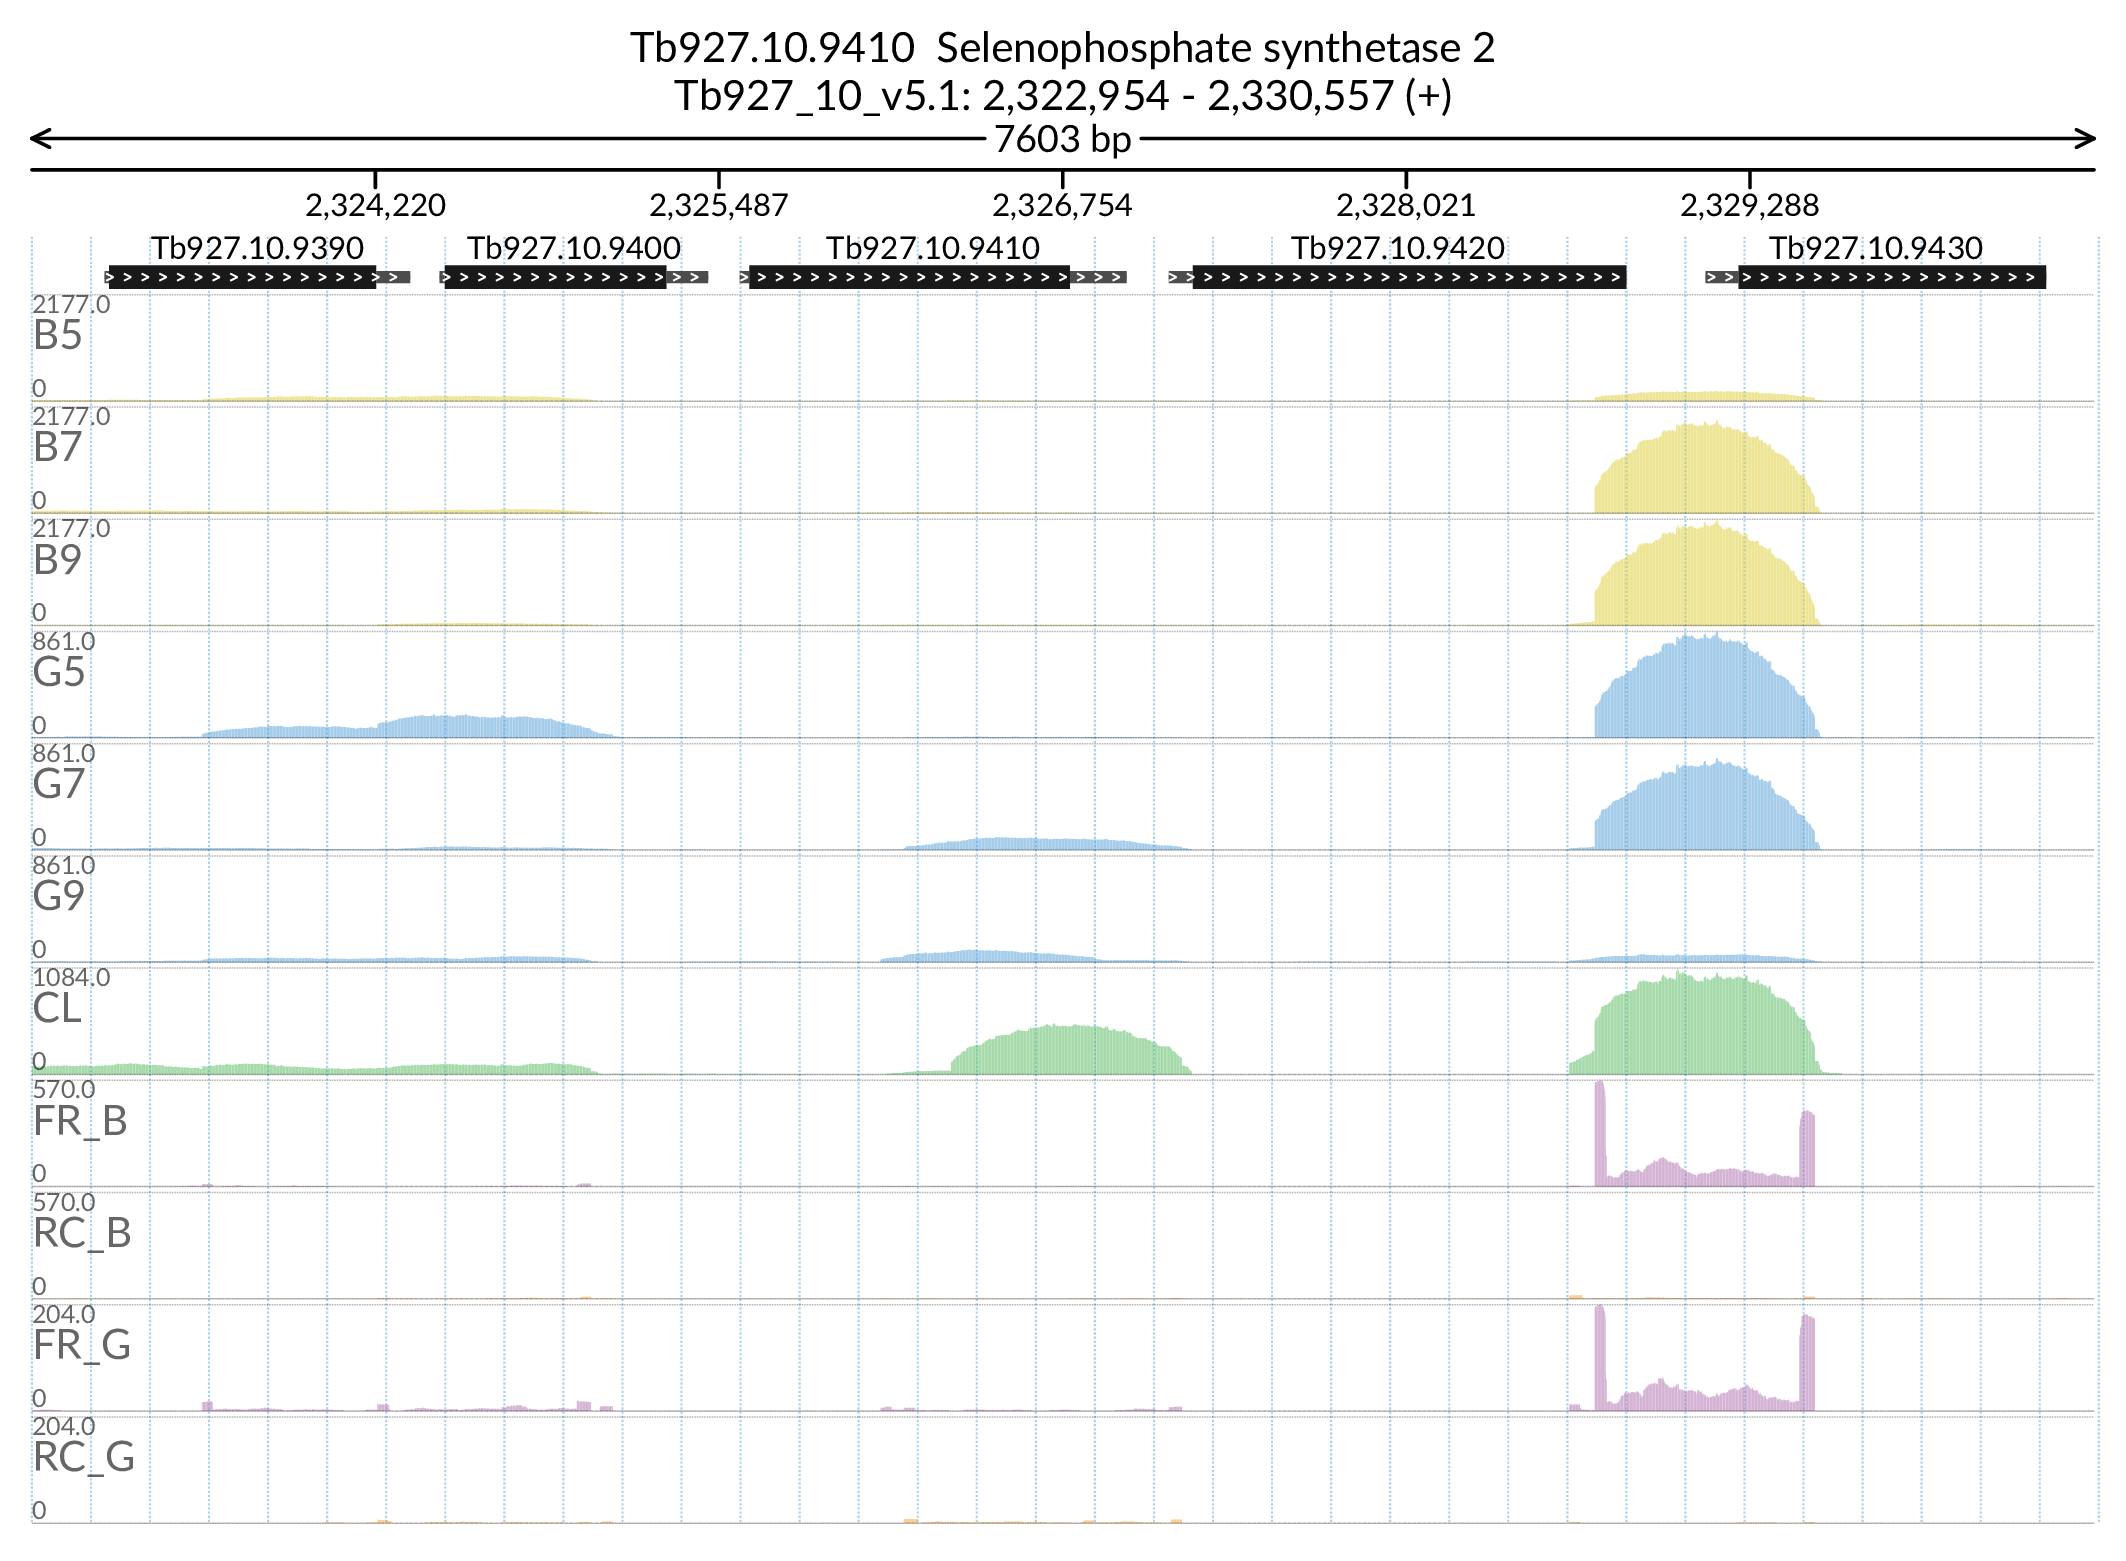 Tb927.10.9410  Selenophosphate synthetase 2
Tb927_10_v5.1: 2,322,954 - 2,330,557 (+)
7603 bp
2,324,220 2,325,487 2,326,754 2,328,021 2,329,288
Tb927.10.9390 Tb927.10.9400 Tb927.10.9410 Tb927.10.9420 Tb927.10.9430
2177.0
B5
0
2177.0
B7
0
2177.0
B9
0
861.0
G5
0
861.0
G7
0
861.0
G9
0
1084.0
CL
0
570.0
FR_B
0
570.0
RC_B
0
204.0
FR_G
0
204.0
RC_G
0